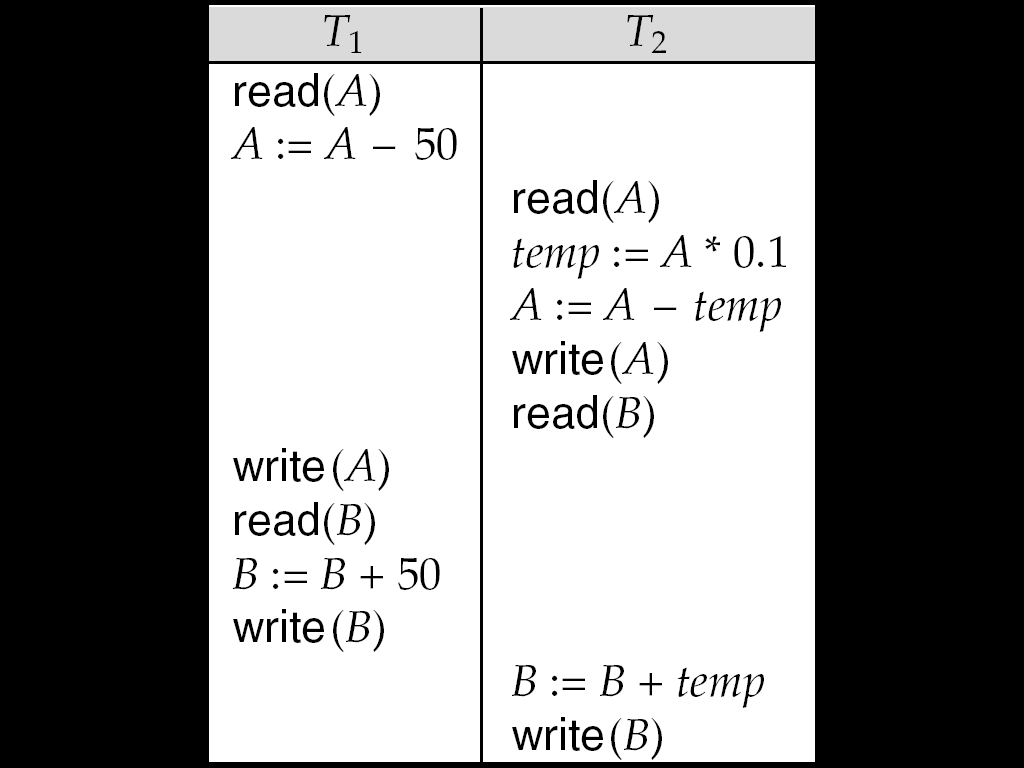 T₁ T₂
read(A)
A := A − 50
read(A)
temp := A * 0.1
A := A − temp
write(A)
read(B)
write(A)
read(B)
B := B + 50
write(B)
B := B + temp
write(B)